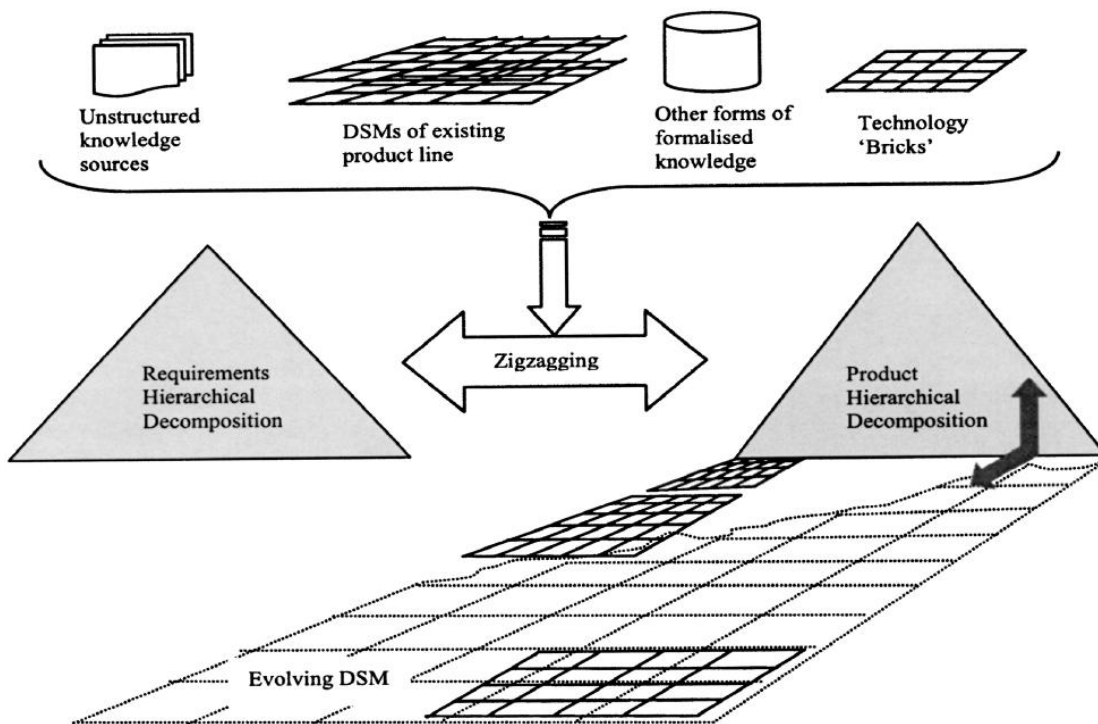 Unstructured
knowledge
sources
DSMs of existing
product line
Other forms of
formalised
knowledge
Technology
‘Bricks’
Zigzagging
Requirements
Hierarchical
Decomposition
Product
Hierarchical
Decomposition
Evolving DSM